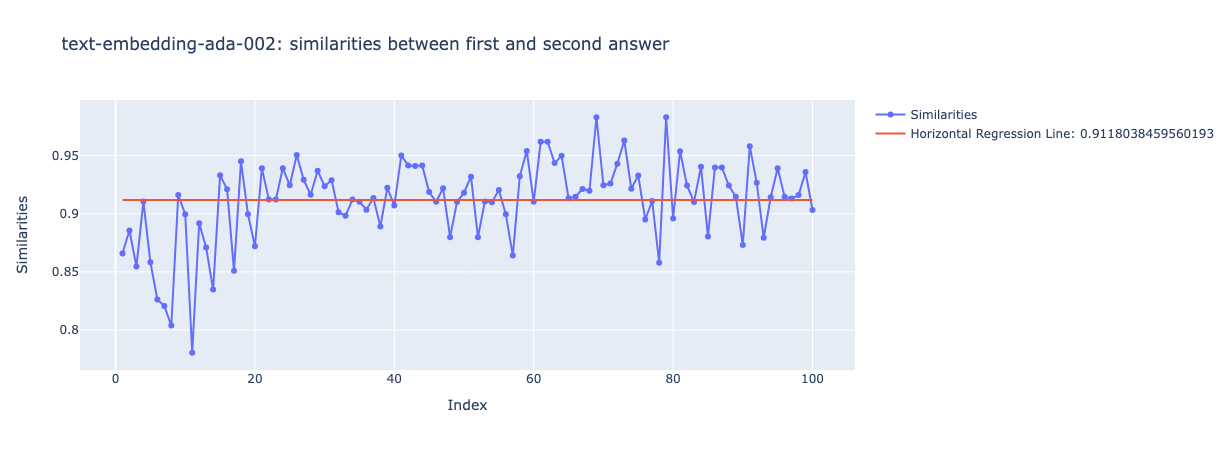 text-embedding-ada-002: similarities between first and second answer
Similarities
Horizontal Regression Line: 0.9118038459560193
0.95
0.9
0.85
0.8
Similarities
0
20
40
60
80
100
Index